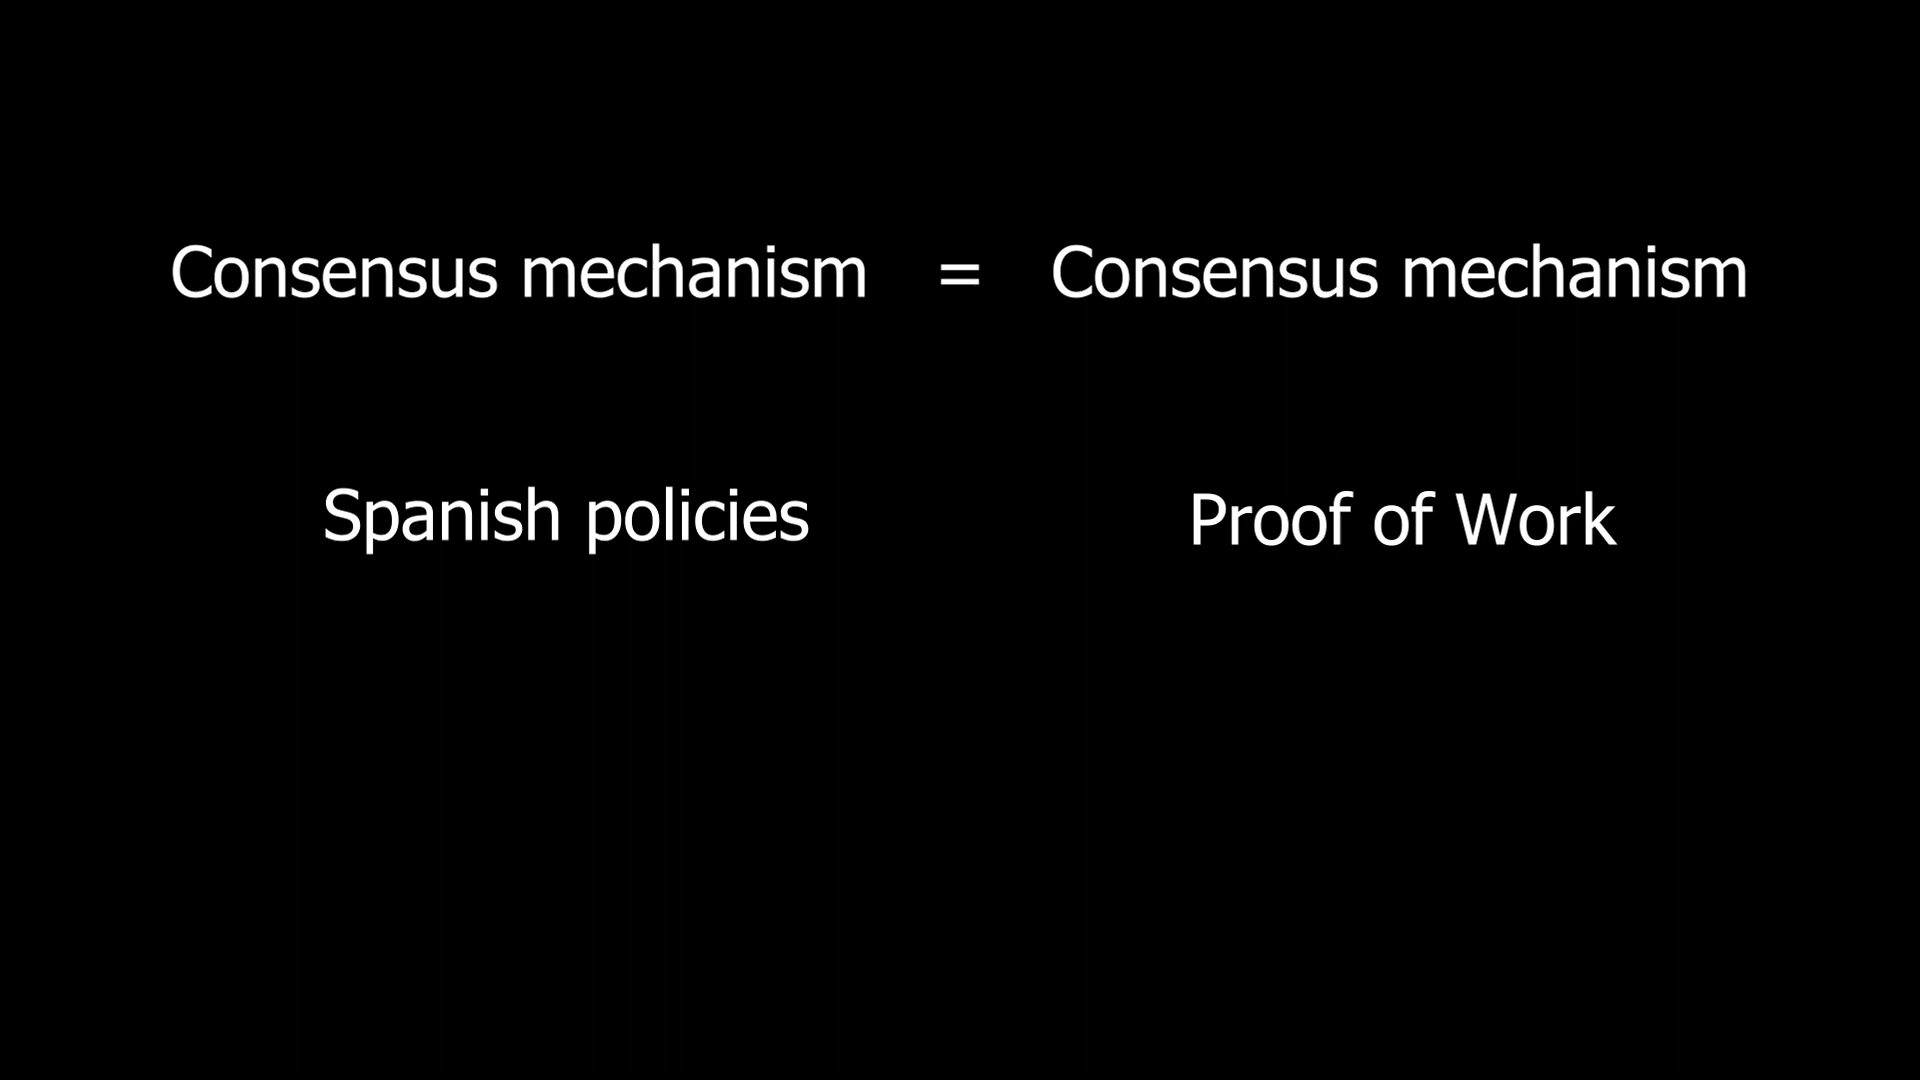 Consensus mechanism = Consensus mechanism
Spanish policies Proof of Work